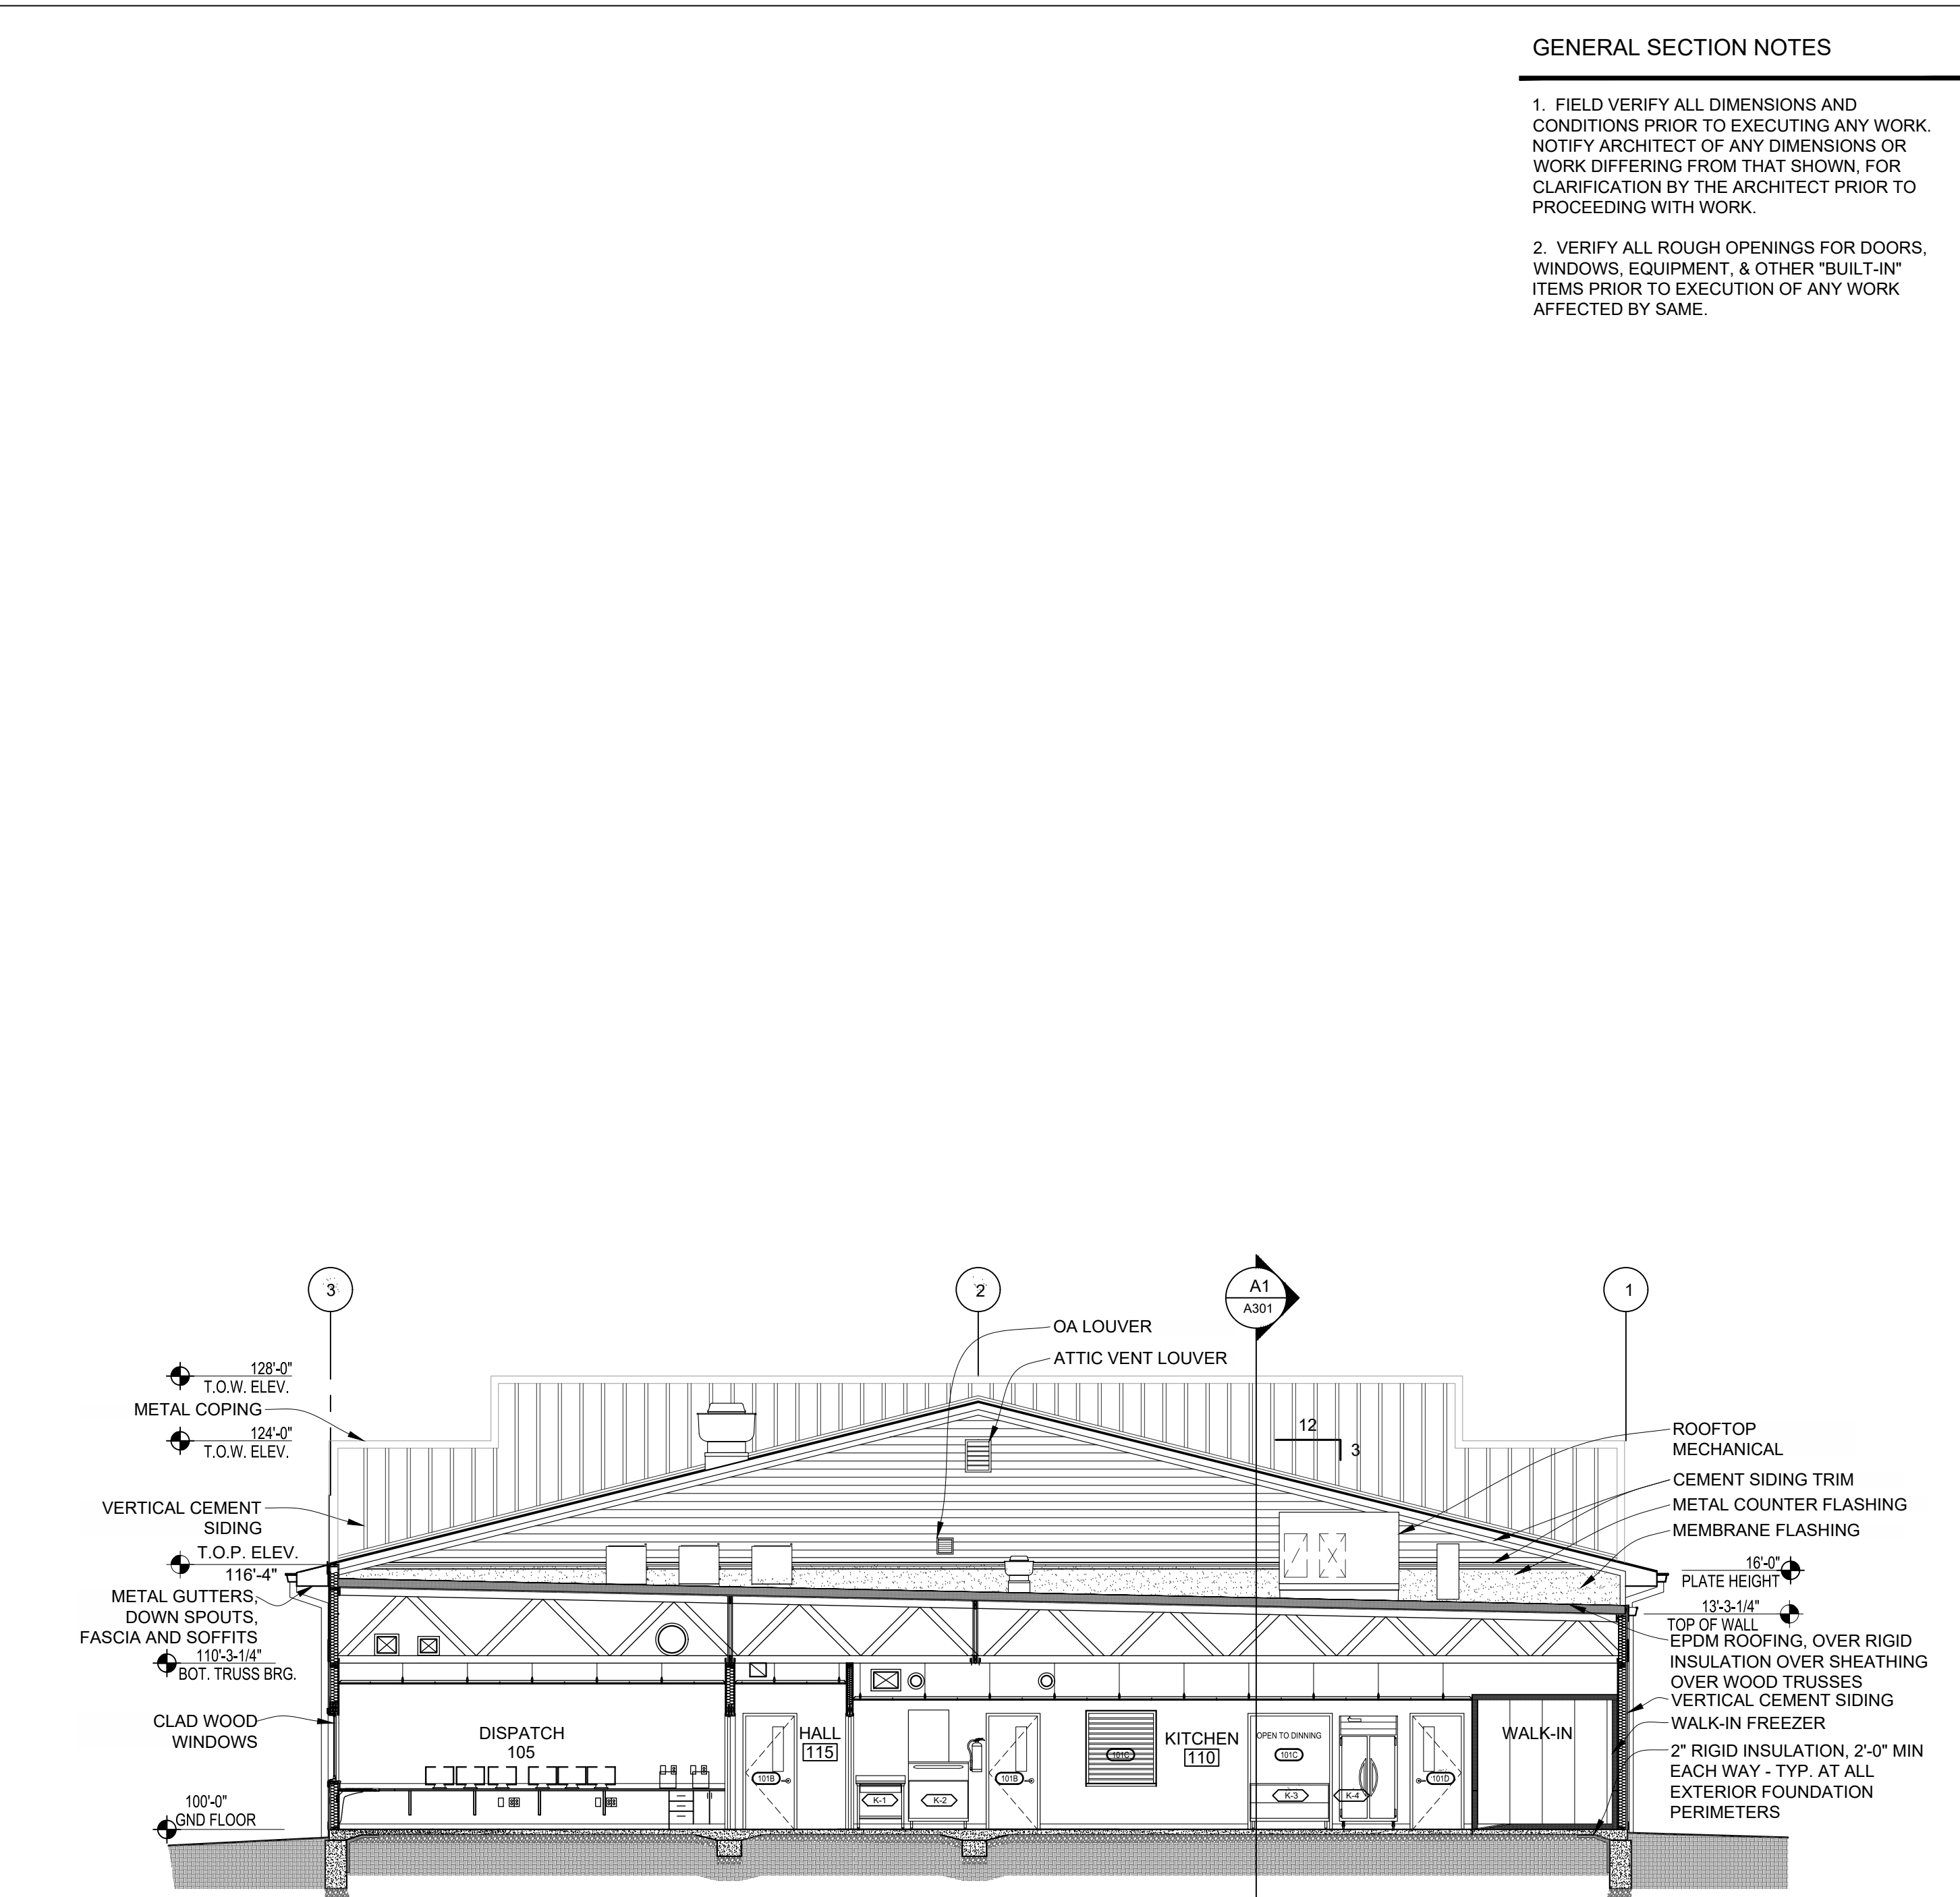 GENERAL SECTION NOTES
1. FIELD VERIFY ALL DIMENSIONS AND
CONDITIONS PRIOR TO EXECUTING ANY WORK.
NOTIFY ARCHITECT OF ANY DIMENSIONS OR
WORK DIFFERING FROM THAT SHOWN, FOR
CLARIFICATION BY THE ARCHITECT PRIOR TO
PROCEEDING WITH WORK.
2. VERIFY ALL ROUGH OPENINGS FOR DOORS,
WINDOWS, EQUIPMENT, & OTHER "BUILT-IN"
ITEMS PRIOR TO EXECUTION OF ANY WORK
AFFECTED BY SAME.
3
2
A1
A301
1
OA LOUVER
ATTIC VENT LOUVER
128'-0"
T.O.W. ELEV.
METAL COPING
124'-0"
T.O.W. ELEV.
VERTICAL CEMENT
SIDING
T.O.P. ELEV.
116'-4"
METAL GUTTERS,
DOWN SPOUTS,
FASCIA AND SOFFITS
110'-3-1/4"
BOT. TRUSS BRG.
CLAD WOOD
WINDOWS
100'-0"
GND FLOOR
12
3
DISPATCH
105
101B
HALL
115
K-1
K-2
101B
101C
KITCHEN
110
OPEN TO DINNING
101C
K-3
K-4
101D
WALK-IN
ROOFTOP
MECHANICAL
CEMENT SIDING TRIM
METAL COUNTER FLASHING
MEMBRANE FLASHING
16'-0"
PLATE HEIGHT
13'-3-1/4"
TOP OF WALL
EPDM ROOFING, OVER RIGID
INSULATION OVER SHEATHING
OVER WOOD TRUSSES
VERTICAL CEMENT SIDING
WALK-IN FREEZER
2" RIGID INSULATION, 2'-0" MIN
EACH WAY - TYP. AT ALL
EXTERIOR FOUNDATION
PERIMETERS